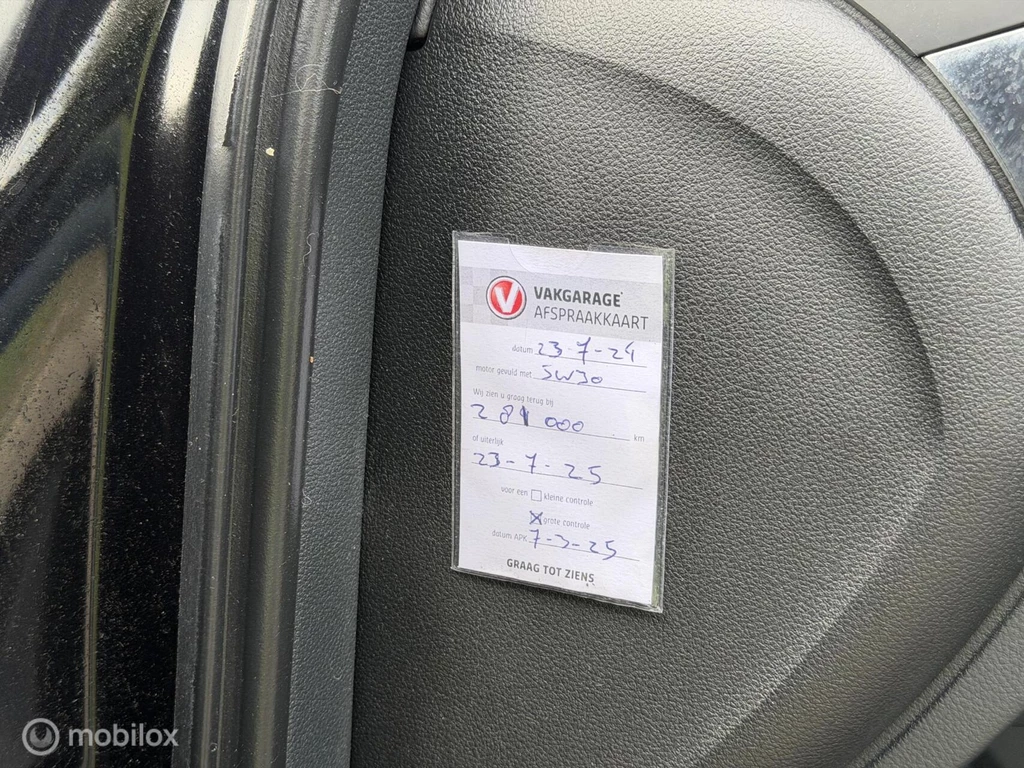 V VAKGARAGE
AFSPRAAKKAART
datum 23-7-24
motor gevuld met 5W30
Wij zien u graag terug bij
281 000 km
of uiterlijk
23-7-25
voor een kleine controle
grote controle
datum APK 7-3-25
GRAAG TOT ZIENS
mobilox